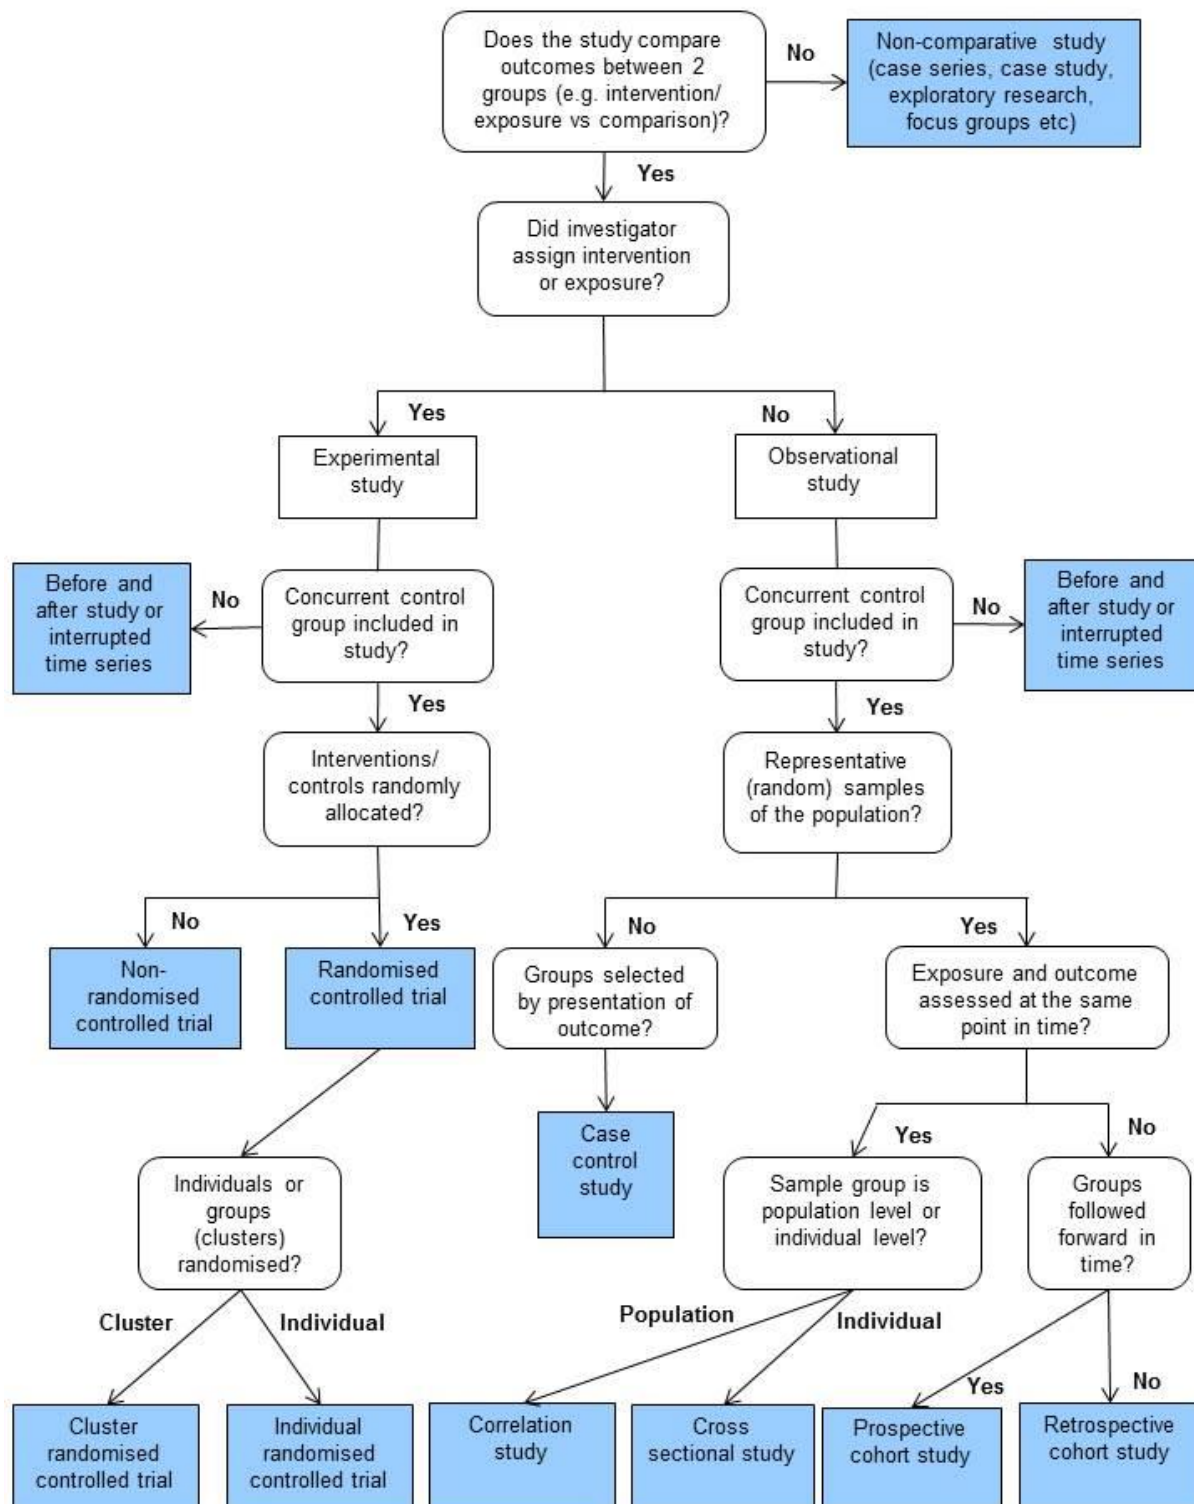 Does the study compare
outcomes between 2
groups (e.g. intervention/
exposure vs comparison)?
No
Non-comparative study
(case series, case study,
exploratory research,
focus groups etc)
Yes
Did investigator
assign intervention
or exposure?
Yes
No
Experimental
study
Observational
study
Before and
after study or
interrupted
time series
No
Concurrent control
group included in
study?
Concurrent control
group included in
study?
No
Before and
after study or
interrupted
time series
Yes
Yes
Interventions/
controls randomly
allocated?
Representative
(random) samples
of the population?
No
Yes
No
Yes
Non-
randomised
controlled trial
Randomised
controlled trial
Groups selected
by presentation of
outcome?
Exposure and outcome
assessed at the same
point in time?
Yes
No
Individuals or
groups
(clusters)
randomised?
Case
control
study
Sample group is
population level or
individual level?
Groups
followed
forward in
time?
Cluster
Individual
Population
Individual
Yes
No
Cluster
randomised
controlled trial
Individual
randomised
controlled trial
Correlation
study
Cross
sectional study
Prospective
cohort study
Retrospective
cohort study